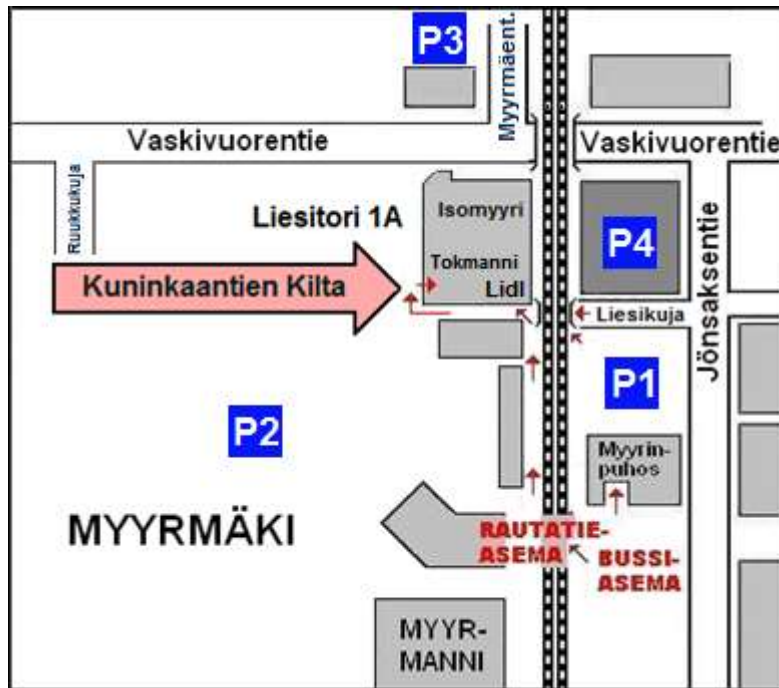 P3
Myyrmäent.
Vaskivuorentie
Vaskivuorentie
Ruukkukuja
Liesitori 1A
Isomyyri
Tokmanni
Lidl
P4
Kuninkaantien Kilta
Liesikuja
Jönsaksentie
P1
P2
Myyrin-
puhos
MYYRMÄKI
RAUTATIE-
ASEMA
BUSSI-
ASEMA
MYYR-
MANNI